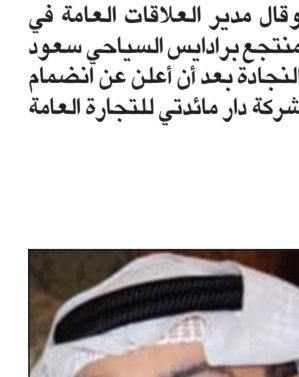 وقال مدير العلاقات العامة في
منتجع برادايس السياحي سعود
النجادة بعد أن أعلن عن انضمام
شركة دار مائدتي للتجارة العامة